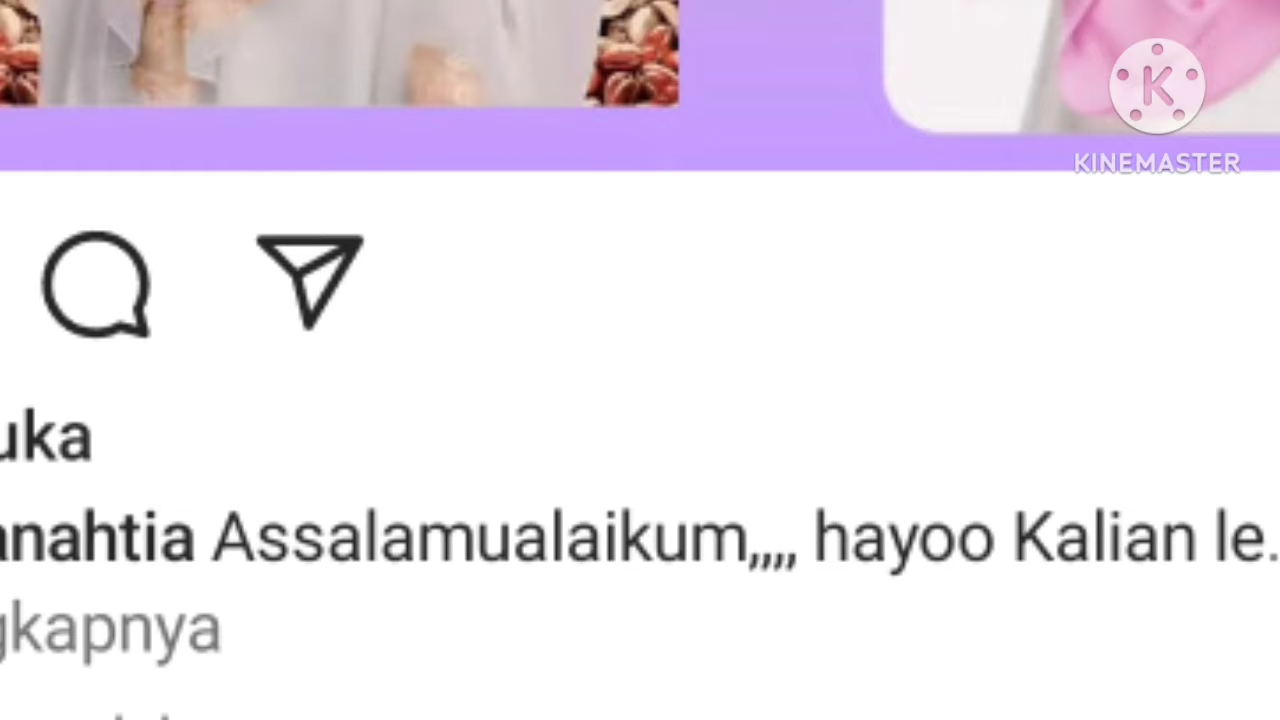 K
KINEMASTER
uka
anahtia Assalamualaikum,,,, hayoo Kalian le.
gkapnya